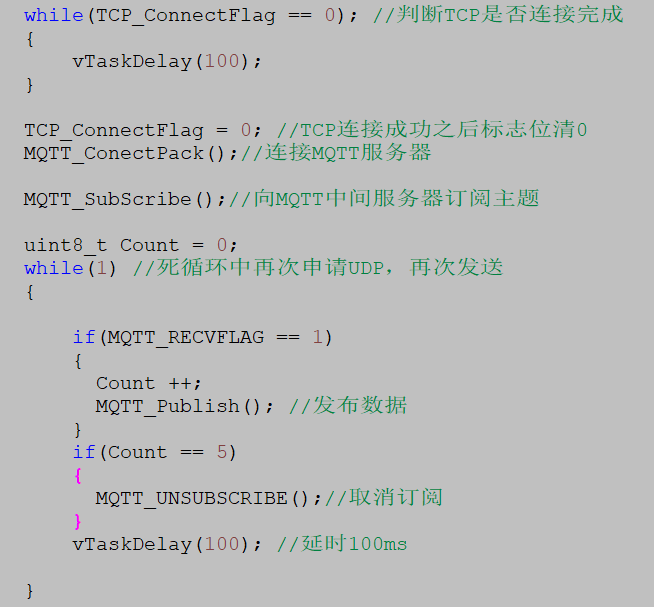 while(TCP_ConnectFlag == 0); //判断TCP是否连接完成
{
    vTaskDelay(100);
}
TCP_ConnectFlag = 0; //TCP连接成功之后标志位清0
MQTT_ConectPack();//连接MQTT服务器
MQTT_SubScribe();//向MQTT中间服务器订阅主题
uint8_t Count = 0;
while(1) //死循环中再次申请UDP，再次发送
{
    if(MQTT_RECVFLAG == 1)
    {
      Count ++;
      MQTT_Publish(); //发布数据
    }
    if(Count == 5)
    {
      MQTT_UNSUBSCRIBE();//取消订阅
    }
    vTaskDelay(100); //延时100ms
}